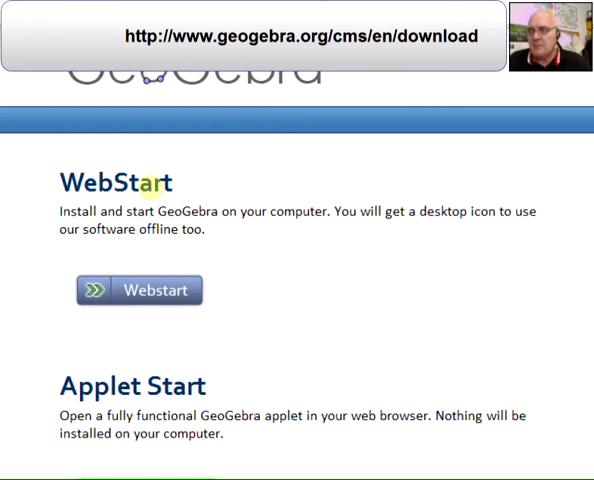 http://www.geogebra.org/cms/en/download
GeoGebra
WebStart
Install and start GeoGebra on your computer. You will get a desktop icon to use
our software offline too.
Webstart
Applet Start
Open a fully functional GeoGebra applet in your web browser. Nothing will be
installed on your computer.